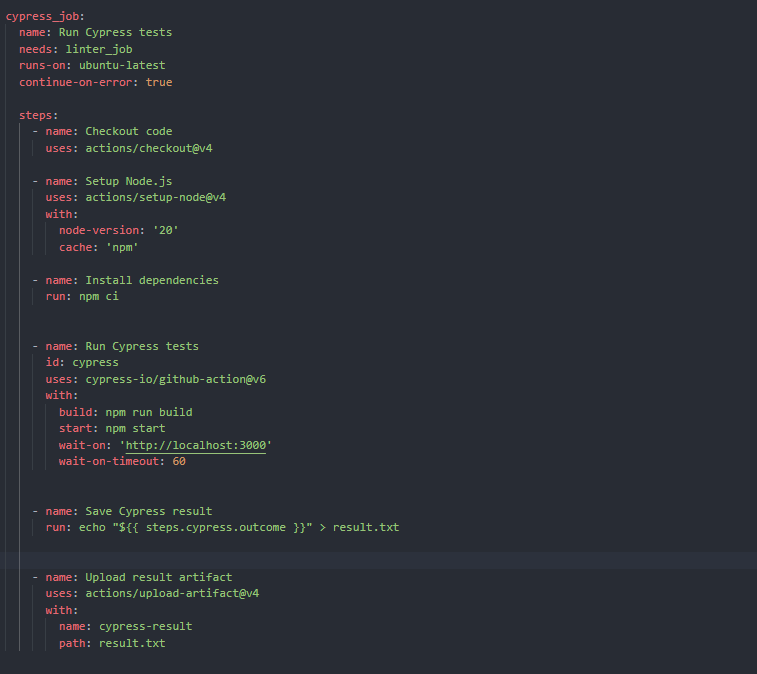 cypress_job:
  name: Run Cypress tests
  needs: linter_job
  runs-on: ubuntu-latest
  continue-on-error: true

  steps:
    - name: Checkout code
      uses: actions/checkout@v4

    - name: Setup Node.js
      uses: actions/setup-node@v4
      with:
        node-version: '20'
        cache: 'npm'

    - name: Install dependencies
      run: npm ci


    - name: Run Cypress tests
      id: cypress
      uses: cypress-io/github-action@v6
      with:
        build: npm run build
        start: npm start
        wait-on: 'http://localhost:3000'
        wait-on-timeout: 60


    - name: Save Cypress result
      run: echo "${{ steps.cypress.outcome }}" > result.txt


    - name: Upload result artifact
      uses: actions/upload-artifact@v4
      with:
        name: cypress-result
        path: result.txt